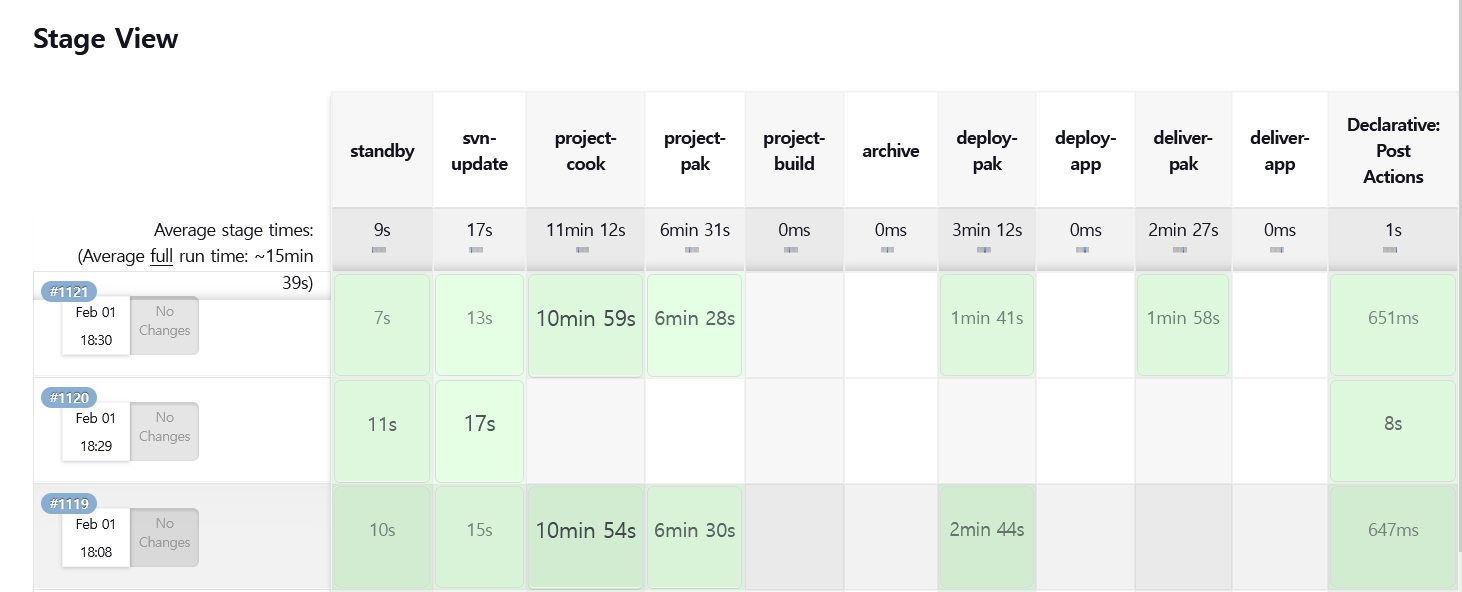 Stage View
standby
svn-
update
project-
cook
project-
pak
project-
build
archive
deploy-
pak
deploy-
app
deliver-
pak
deliver-
app
Declarative:
Post
Actions
Average stage times:
(Average full run time: ~15min
39s)
9s
17s
11min 12s
6min 31s
0ms
0ms
3min 12s
0ms
2min 27s
0ms
1s
#1121
Feb 01
18:30
No
Changes
7s
13s
10min 59s
6min 28s
1min 41s
1min 58s
651ms
#1120
Feb 01
18:29
No
Changes
11s
17s
8s
#1119
Feb 01
18:08
No
Changes
10s
15s
10min 54s
6min 30s
2min 44s
647ms